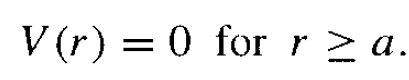 V(r) = 0 for r ≥ a.